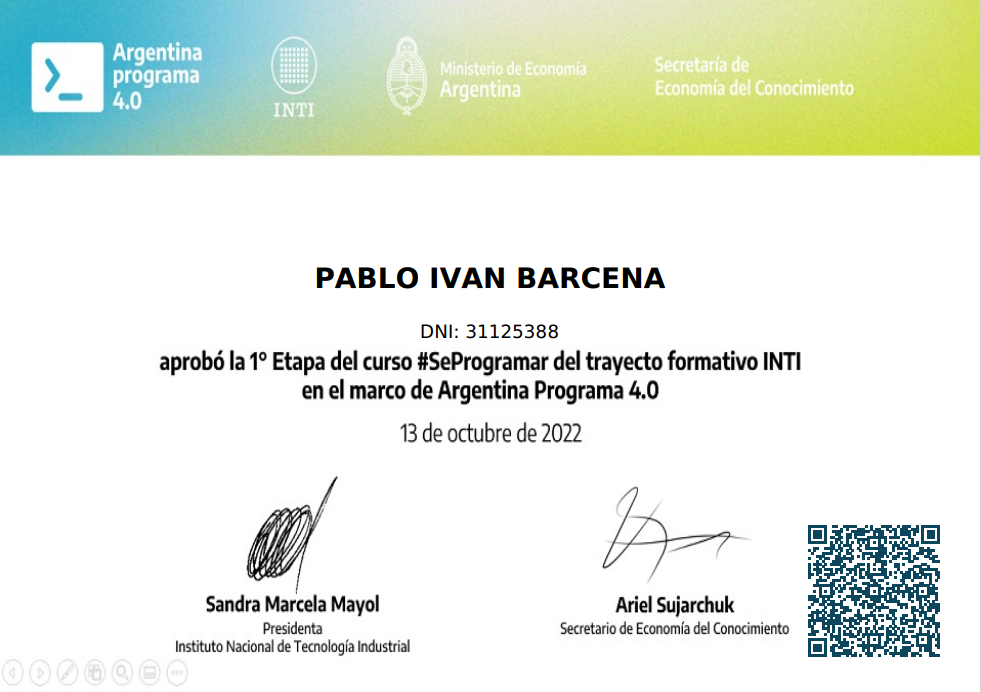 Argentina
programa
4.0
INTI
Ministerio de Economía
Argentina
Secretaría de
Economía del Conocimiento
PABLO IVAN BARCENA
DNI: 31125388
aprobó la 1° Etapa del curso #SeProgramar del trayecto formativo INTI
en el marco de Argentina Programa 4.0
13 de octubre de 2022
Sandra Marcela Mayol
Presidenta
Instituto Nacional de Tecnología Industrial
Ariel Sujarchuk
Secretario de Economía del Conocimiento